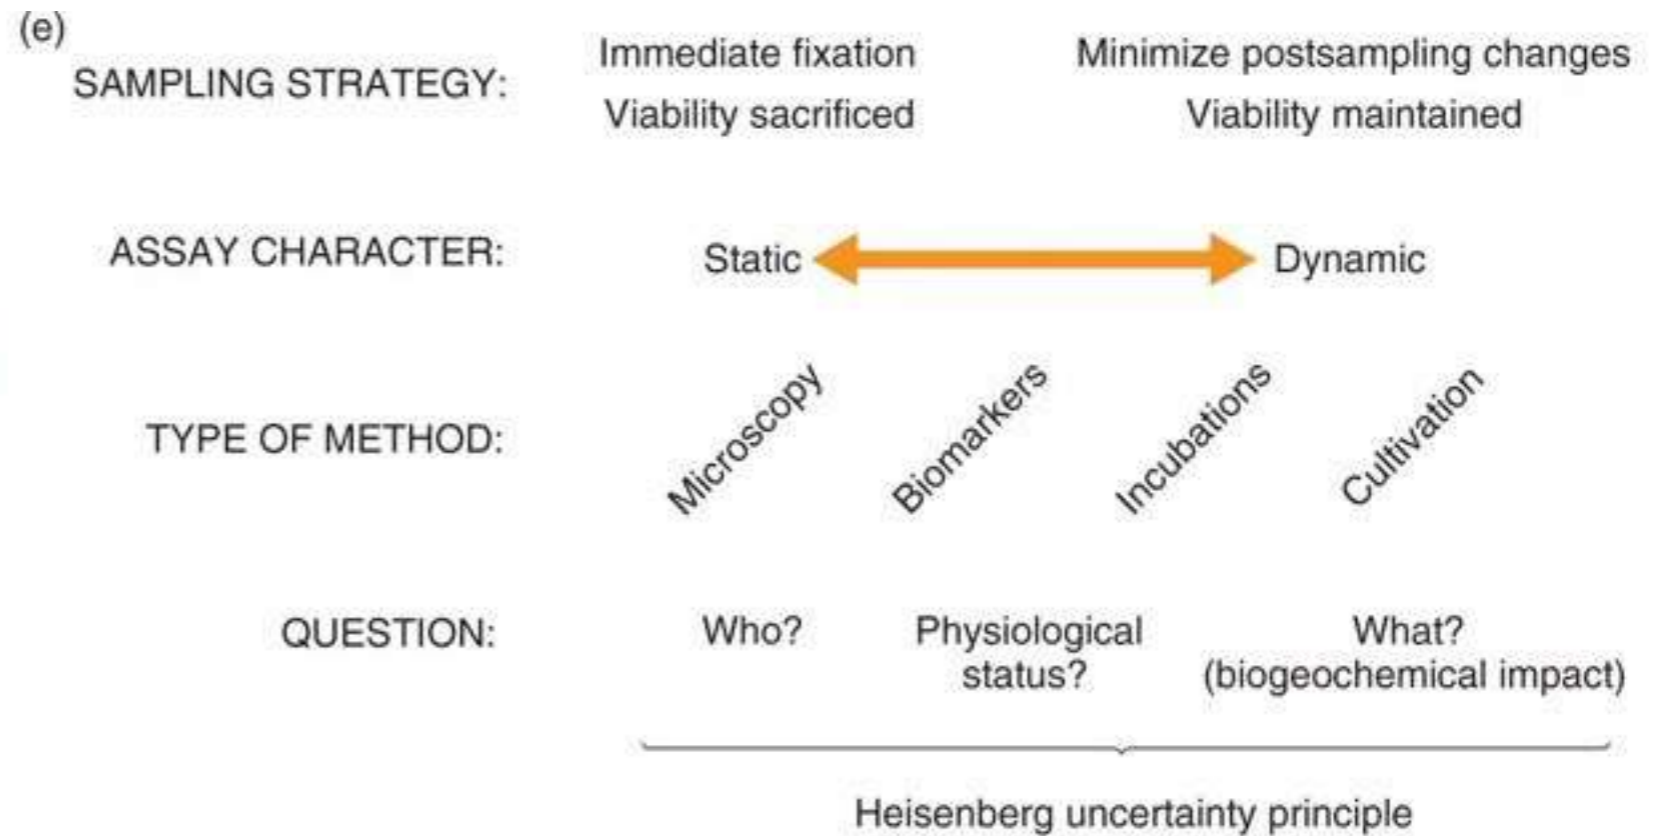 (e)
SAMPLING STRATEGY:
Immediate fixation
Viability sacrificed
Minimize postsampling changes
Viability maintained
ASSAY CHARACTER:
Static
Dynamic
TYPE OF METHOD:
Microscopy
Biomarkers
Incubations
Cultivation
QUESTION:
Who?
Physiological
status?
What?
(biogeochemical impact)
Heisenberg uncertainty principle